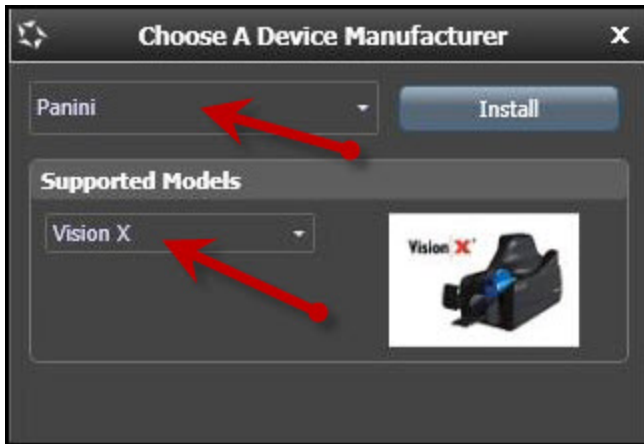 Choose A Device Manufacturer X
Panini
Install
Supported Models
Vision X
Vision X